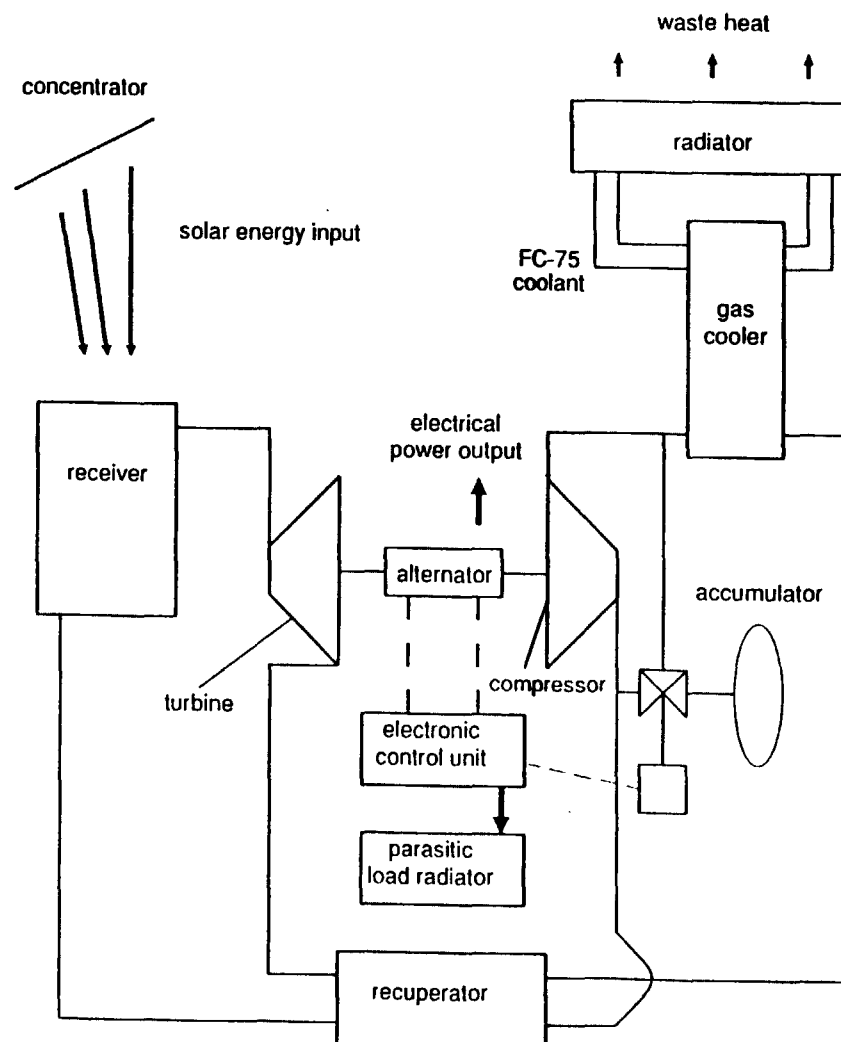 waste heat
concentrator
radiator
solar energy input
FC-75
coolant
gas
cooler
electrical
power output
receiver
alternator
accumulator
compressor
turbine
electronic
control unit
parasitic
load radiator
recuperator